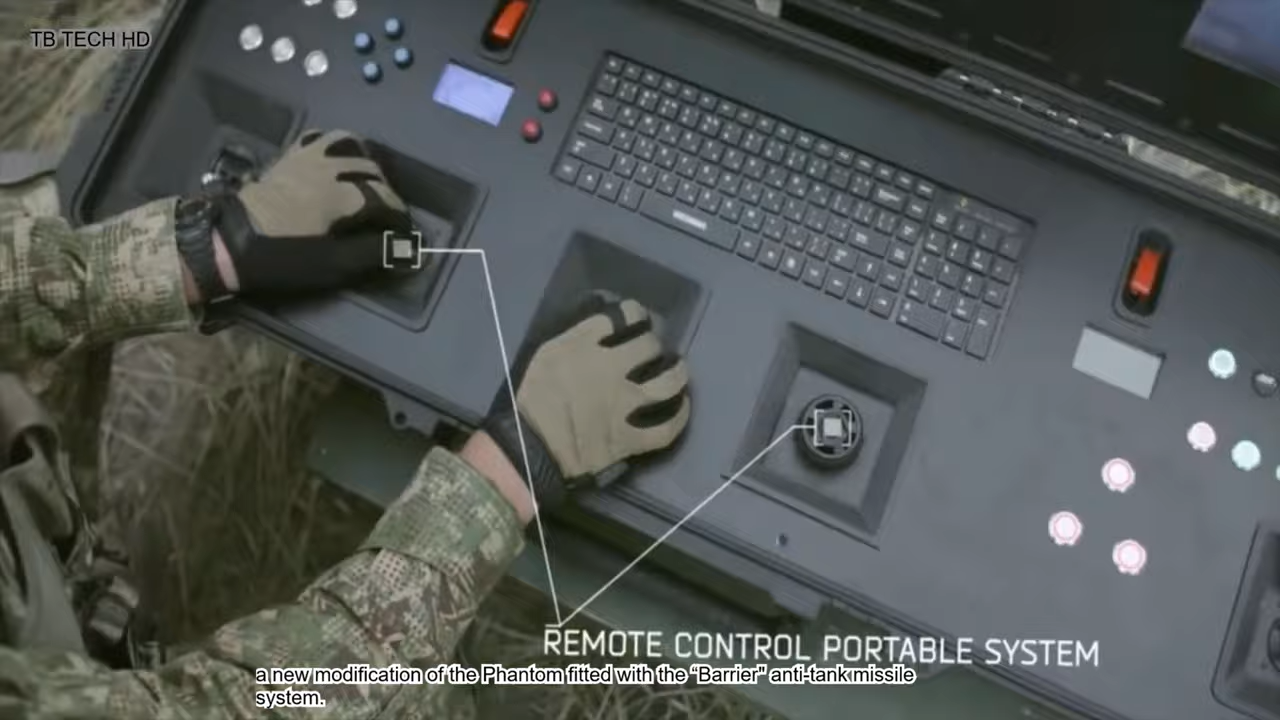 TB TECH HD
REMOTE CONTROL PORTABLE SYSTEM
a new modification of the Phantom fitted with the “Barrier" anti-tank missile
system.